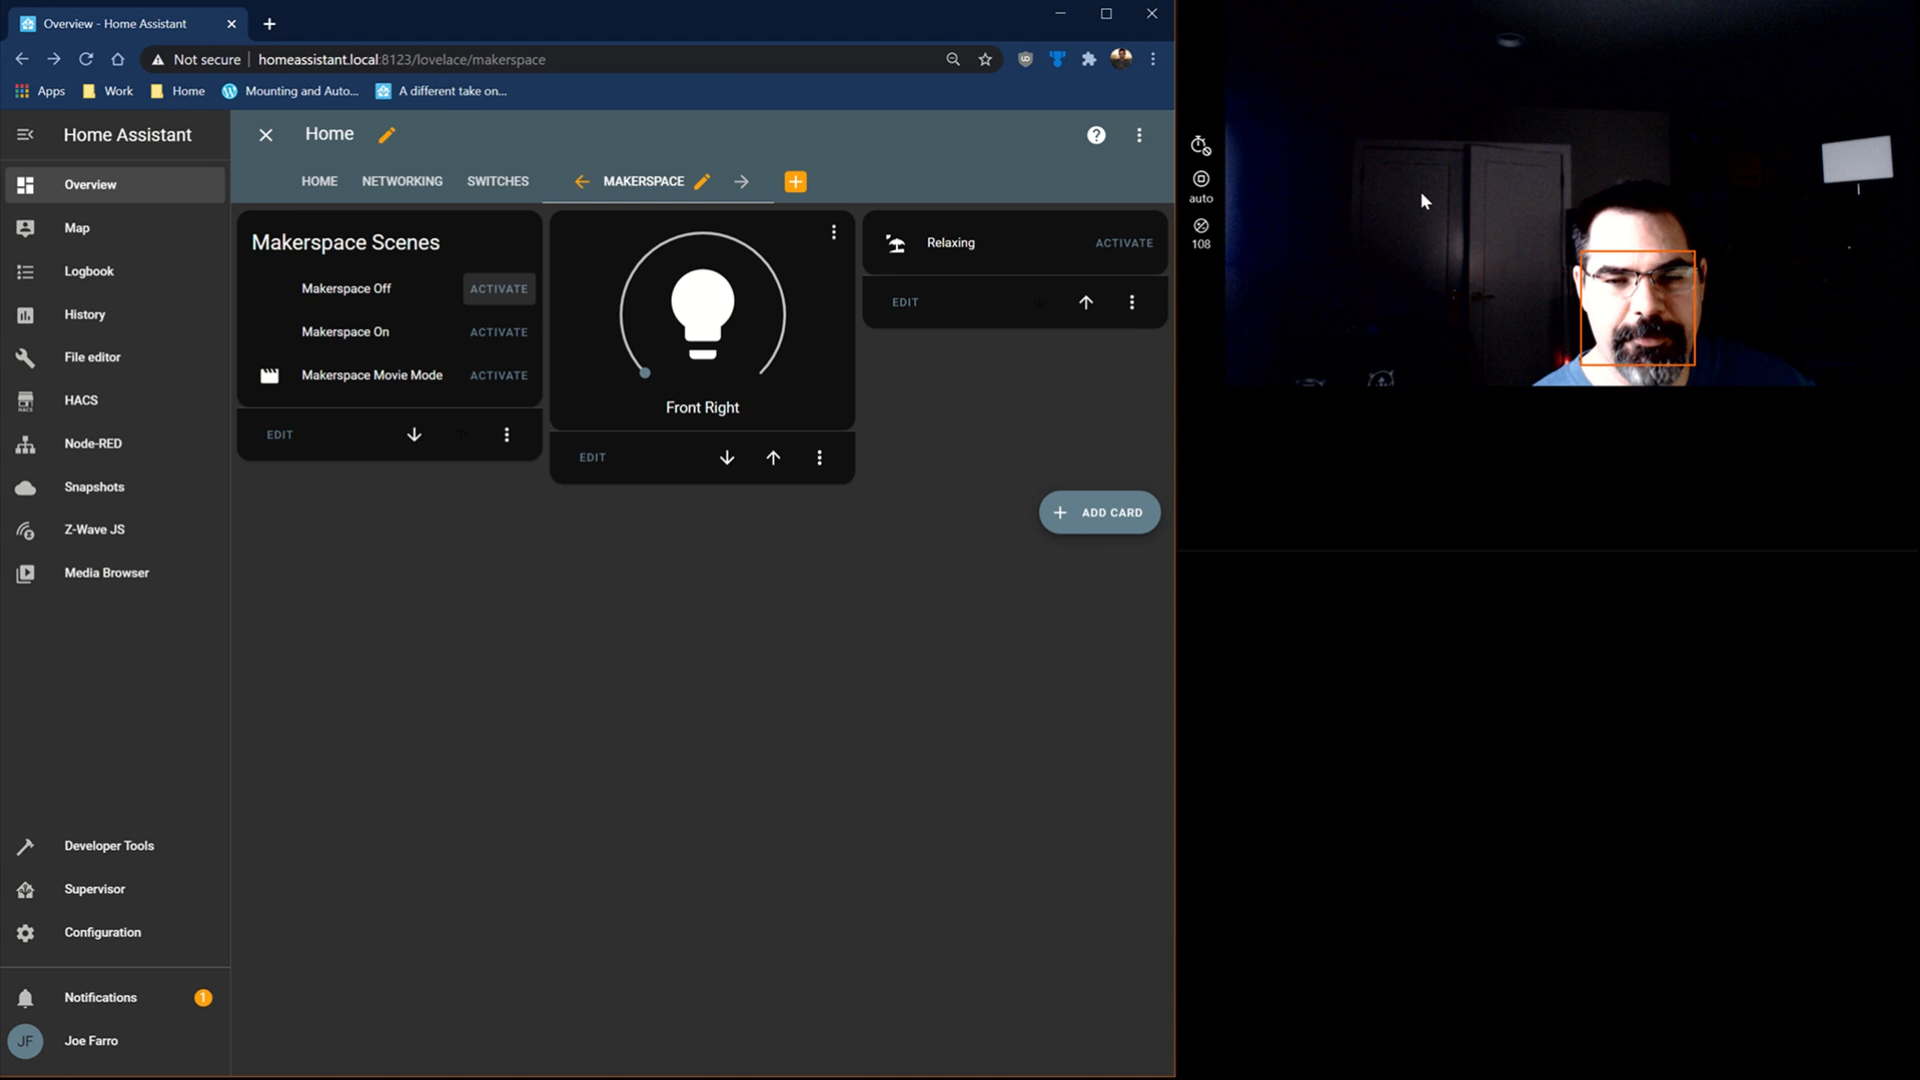 Overview - Home Assistant
Not secure homeassistant.local:8123/lovelace/makerspace
Apps Work Home Mounting and Auto... A different take on...
Home Assistant
Overview
Map
Logbook
History
File editor
HACS
HACS
Node-RED
Snapshots
Z-Wave JS
Media Browser
Developer Tools
Supervisor
Configuration
Notifications 1
JF Joe Farro
Home
HOME NETWORKING SWITCHES MAKERSPACE
Makerspace Scenes
Makerspace Off ACTIVATE
Makerspace On ACTIVATE
Makerspace Movie Mode ACTIVATE
EDIT
Front Right
EDIT
Relaxing ACTIVATE
EDIT
ADD CARD
auto
108